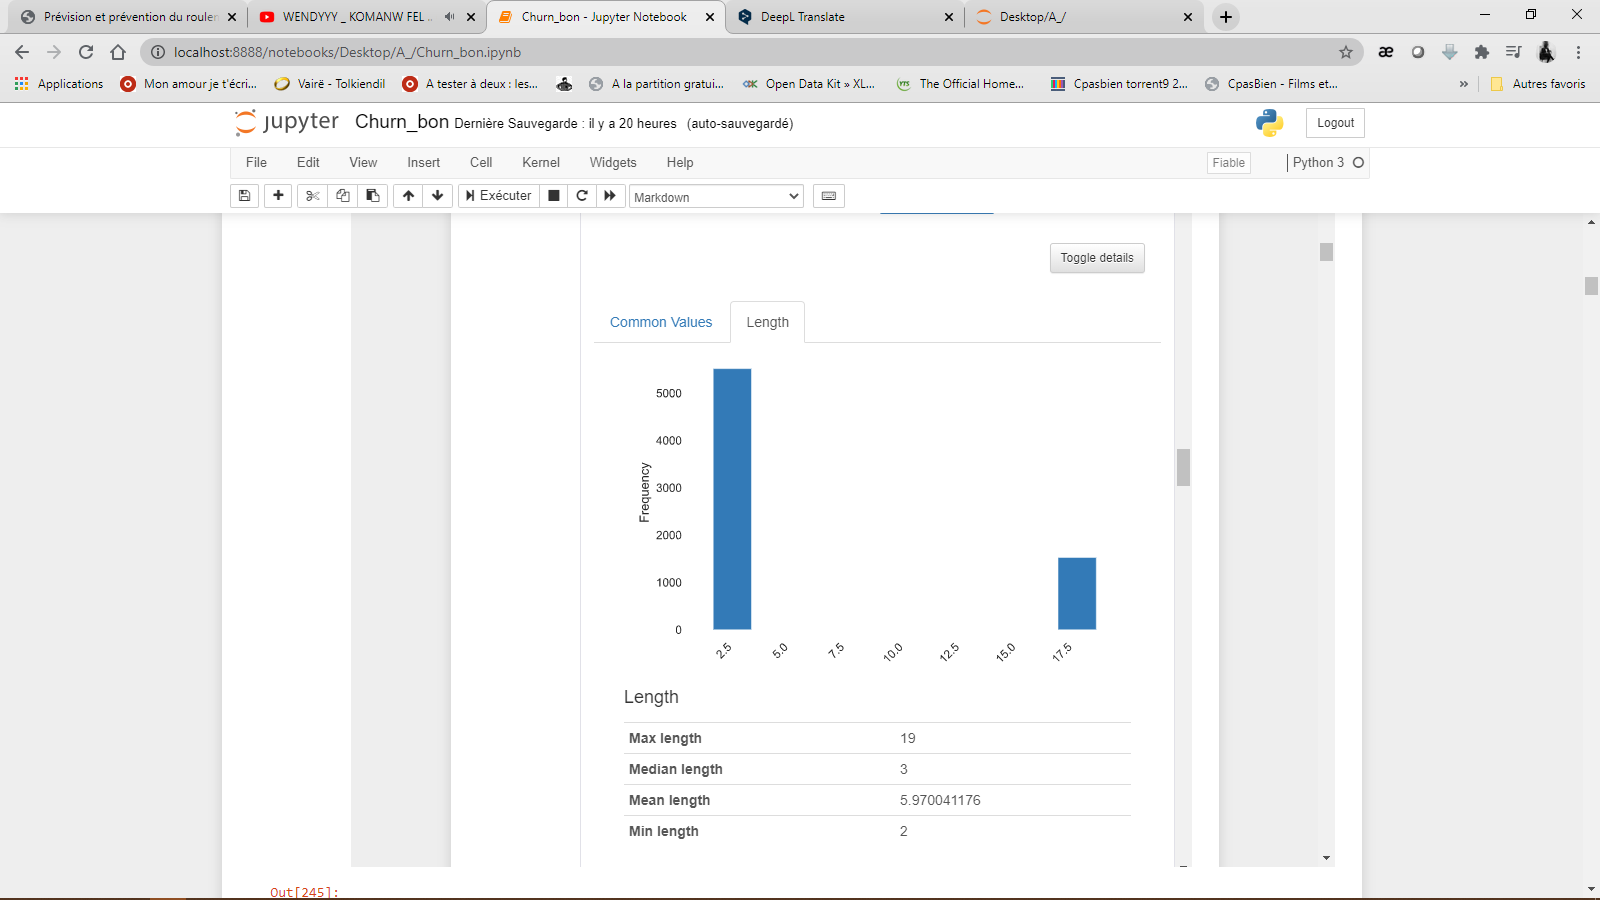 Prévision et prévention du rouler
WENDYYY _ KOMANW FEL ..
Churn_bon - Jupyter Notebook
DeepL Translate
Desktop/A_/
localhost:8888/notebooks/Desktop/A_/Churn_bon.ipynb
Applications
Mon amour je t'écri...
Vairë - Tolkiendil
A tester à deux : les...
A la partition gratui...
Open Data Kit » XL...
The Official Home...
Cpasbien torrent9 2...
CpasBien - Films et...
»
Autres favoris
jupyter
Churn_bon Dernière Sauvegarde : il y a 20 heures (auto-sauvegardé)
Logout
File Edit View Insert Cell Kernel Widgets Help
Fiable
Python 3
Exécuter
Markdown
Toggle details
Common Values
Length
5000
4000
3000
2000
1000
0
Frequency
2.5 5.0 7.5 10.0 12.5 15.0 17.5
Length
Max length 19
Median length 3
Mean length 5.970041176
Min length 2
Out[245]: